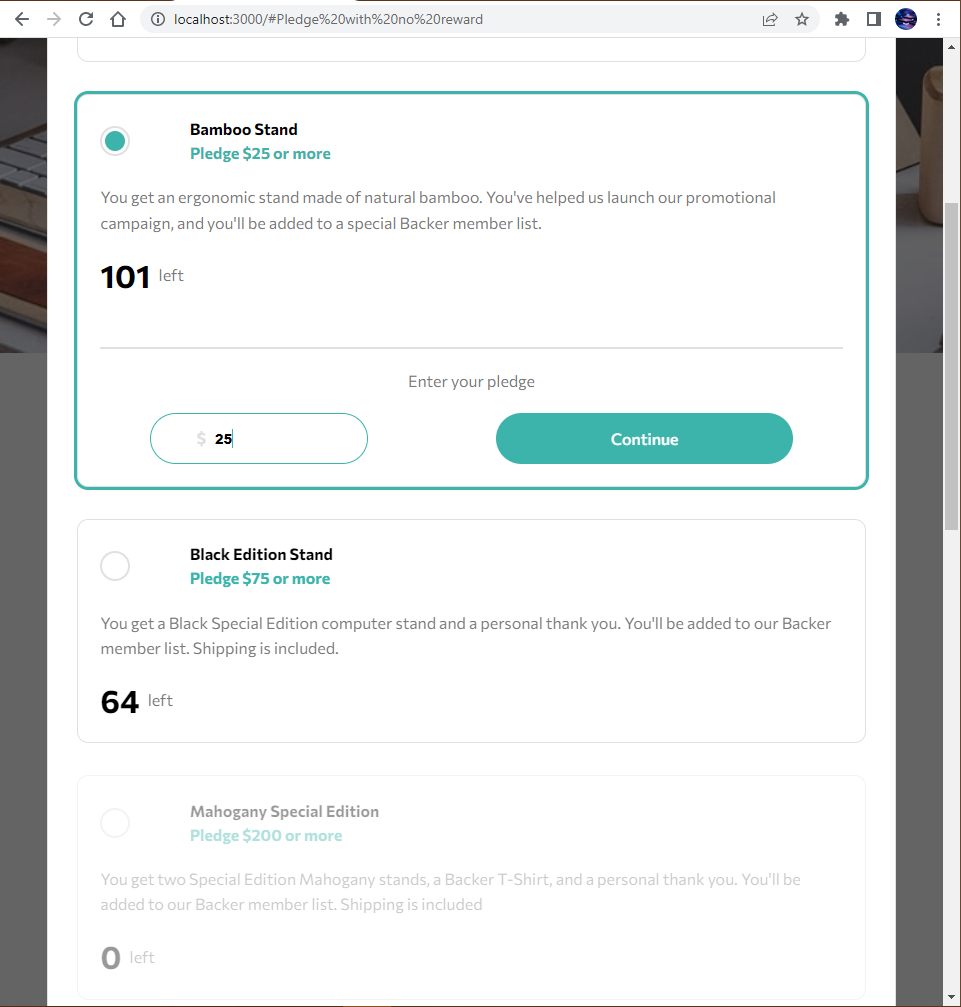 localhost:3000/#Pledge%20with%20no%20reward
Bamboo Stand
Pledge $25 or more
You get an ergonomic stand made of natural bamboo. You've helped us launch our promotional
campaign, and you'll be added to a special Backer member list.
101 left
Enter your pledge
$ 25
Continue
Black Edition Stand
Pledge $75 or more
You get a Black Special Edition computer stand and a personal thank you. You'll be added to our Backer
member list. Shipping is included.
64 left
Mahogany Special Edition
Pledge $200 or more
You get two Special Edition Mahogany stands, a Backer T-Shirt, and a personal thank you. You'll be
added to our Backer member list. Shipping is included
0 left